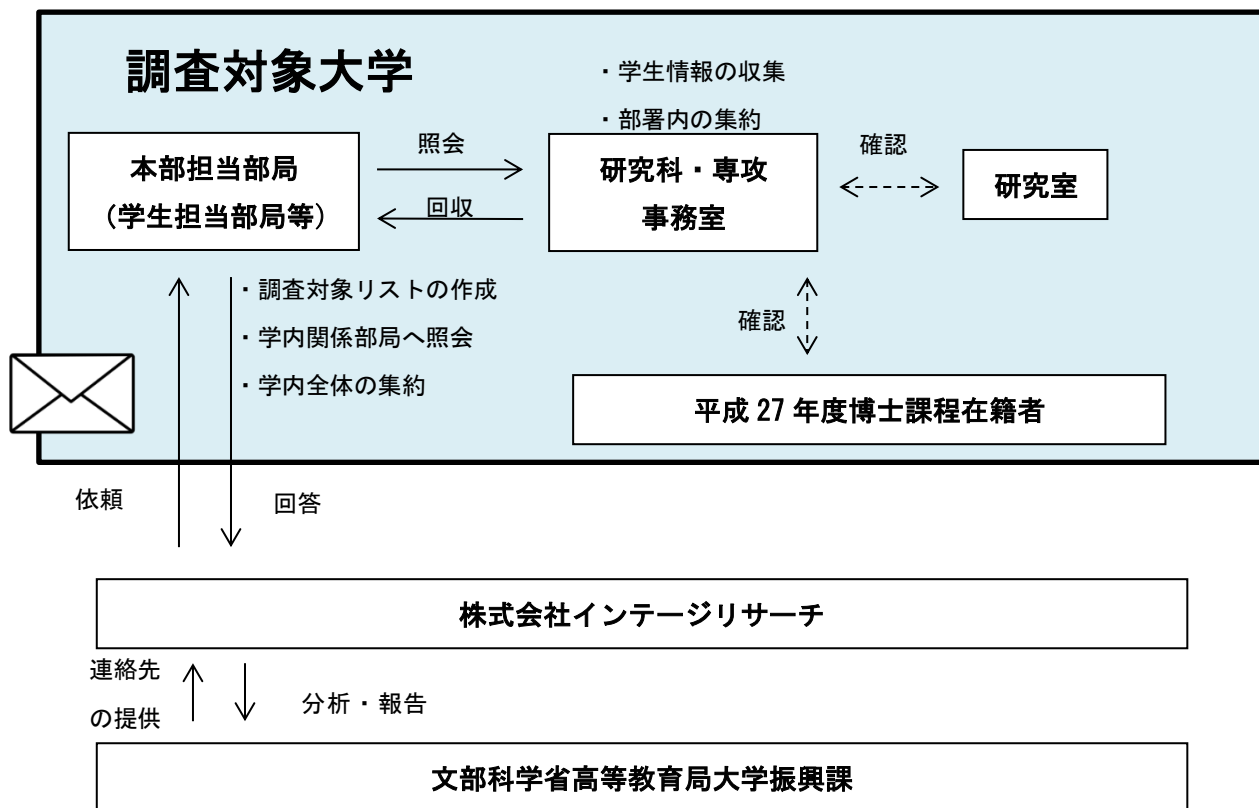 調査対象大学
・学生情報の収集
・部署内の集約
本部担当部局
（学生担当部局等）
照会
回収
研究科・専攻
事務室
確認
研究室
・調査対象リストの作成
・学内関係部局へ照会
・学内全体の集約
確認
平成 27 年度博士課程在籍者
依頼
回答
株式会社インテージリサーチ
連絡先
の提供
分析・報告
文部科学省高等教育局大学振興課